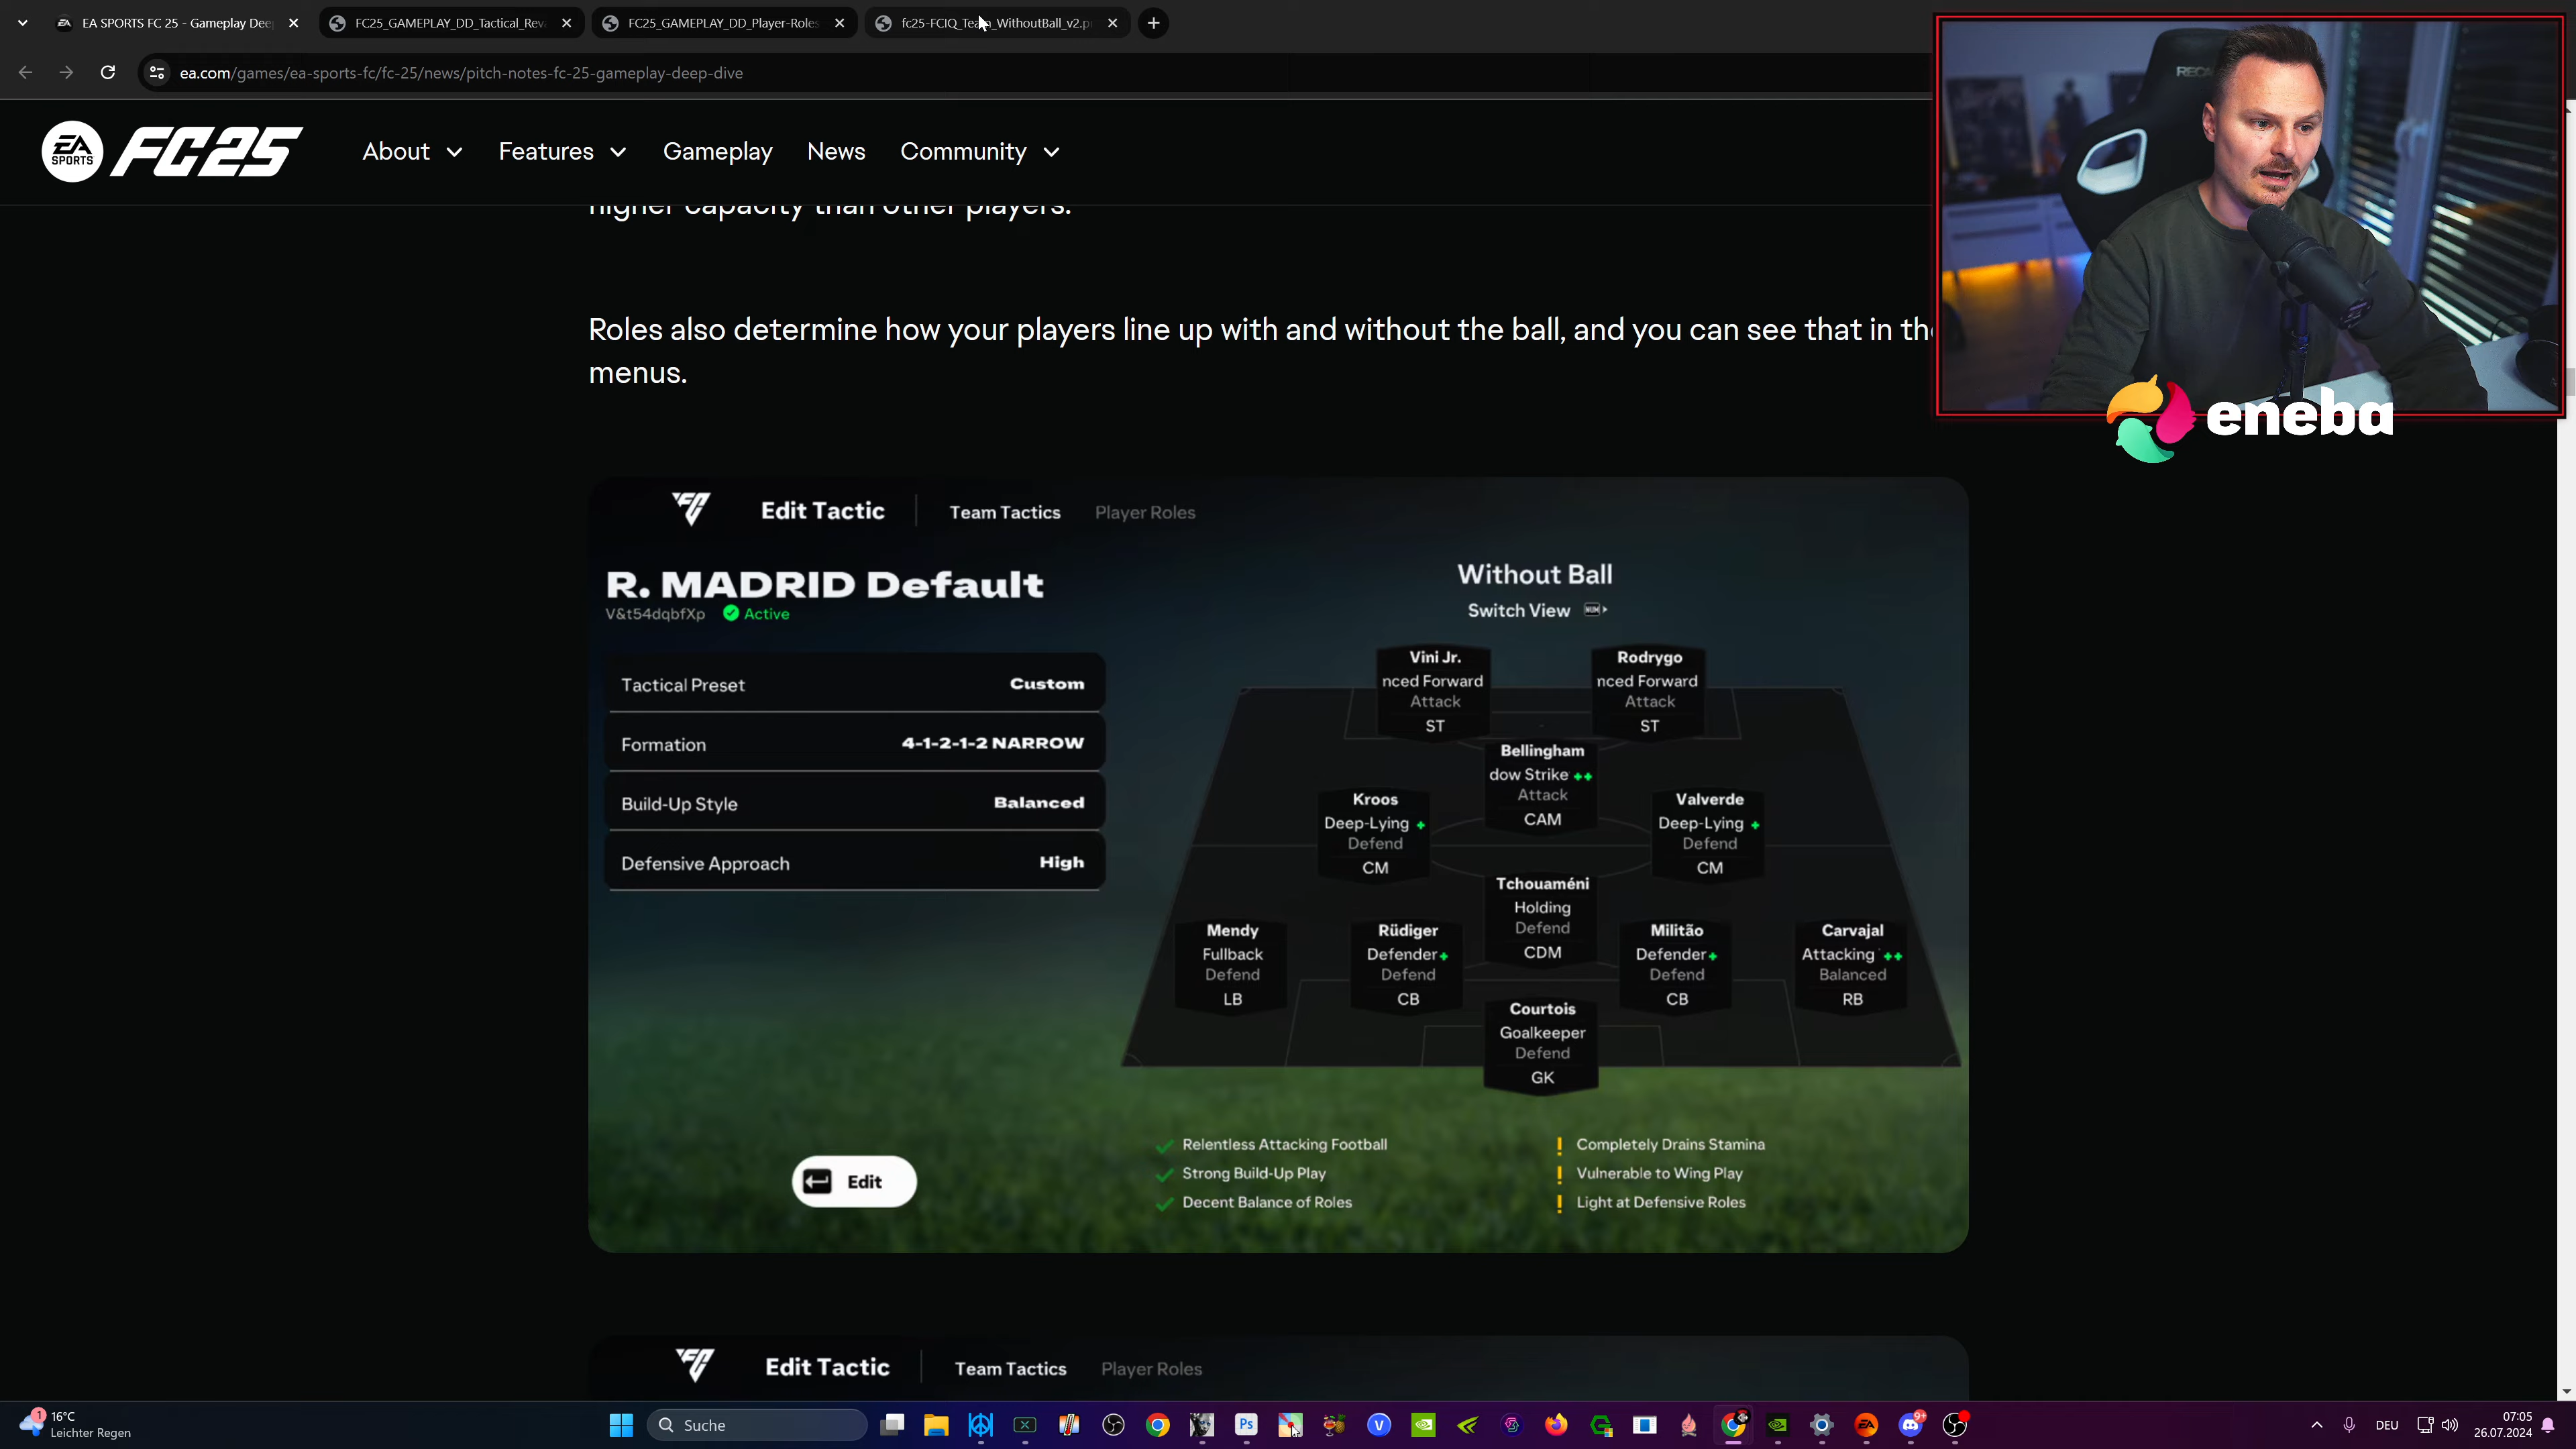 EA SPORTS FC 25 - Gameplay Dee
FC25_GAMEPLAY_DD_Tactical_Rev
FC25_GAMEPLAY_DD_Player-Roles
fc25-FCIQ_Team_WithoutBall_v2.p
ea.com/games/ea-sports-fc/fc-25/news/pitch-notes-fc-25-gameplay-deep-dive
EA SPORTS FC 25
About
Features
Gameplay
News
Community
higher capacity than other players.
Roles also determine how your players line up with and without the ball, and you can see that in the
menus.
eneba
Edit Tactic
Team Tactics
Player Roles
R. MADRID Default
V&t54dqbfXp Active
Tactical Preset Custom
Formation 4-1-2-1-2 NARROW
Build-Up Style Balanced
Defensive Approach High
Edit
Without Ball
Switch View
Vini Jr.
nced Forward
Attack
ST
Rodrygo
nced Forward
Attack
ST
Bellingham
dow Strike ++
Attack
CAM
Kroos
Deep-Lying +
Defend
CM
Valverde
Deep-Lying +
Defend
CM
Tchouaméni
Holding
Defend
CDM
Mendy
Fullback
Defend
LB
Rüdiger
Defender+
Defend
CB
Militão
Defender+
Defend
CB
Carvajal
Attacking ++
Balanced
RB
Courtois
Goalkeeper
Defend
GK
Relentless Attacking Football
Strong Build-Up Play
Decent Balance of Roles
! Completely Drains Stamina
! Vulnerable to Wing Play
! Light at Defensive Roles
Edit Tactic
Team Tactics
Player Roles
1
16°C
Leichter Regen
Suche
Ps
DEU
07:05
26.07.2024